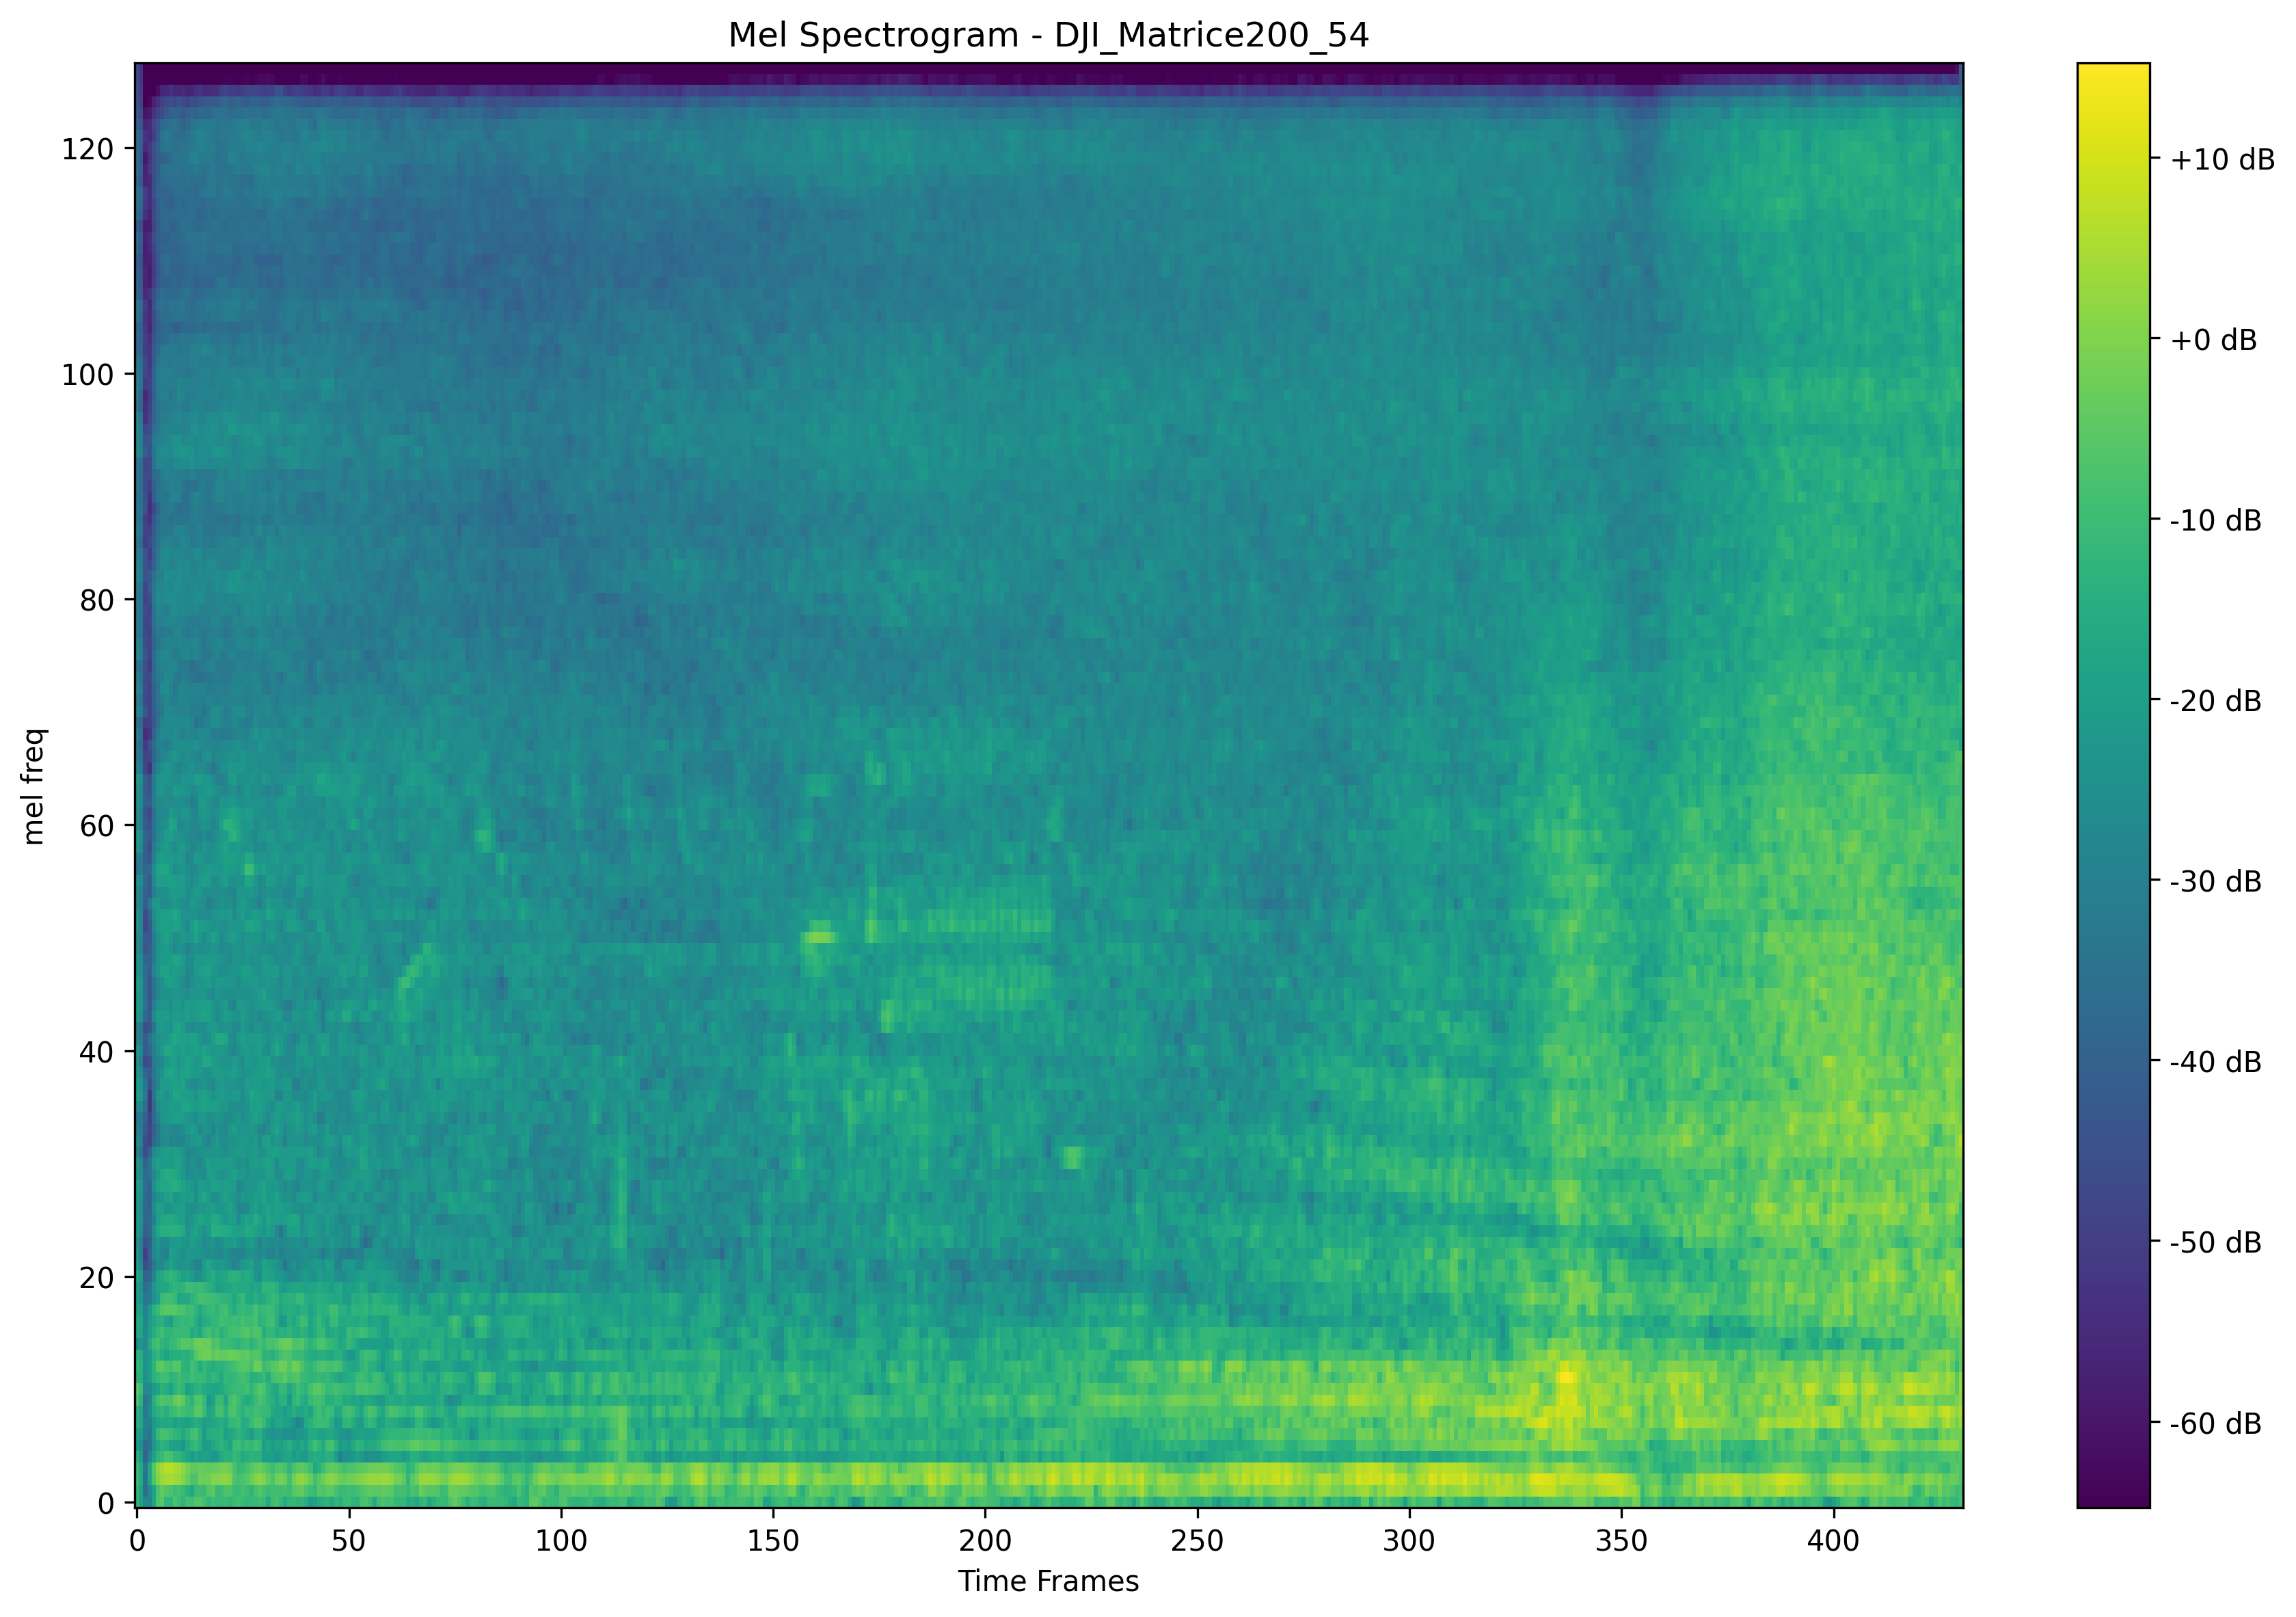 Mel Spectrogram - DJI_Matrice200_54
mel freq
120
100
80
60
40
20
0
0 50 100 150 200 250 300 350 400
Time Frames
+10 dB
+0 dB
-10 dB
-20 dB
-30 dB
-40 dB
-50 dB
-60 dB